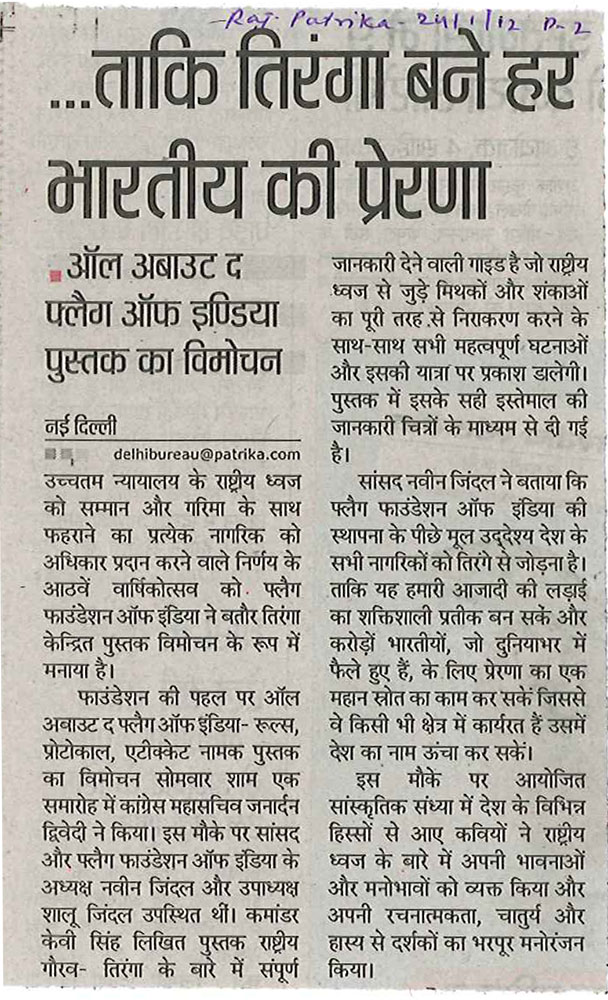 Raj Patrika - 24/1/12 P-2
...ताकि तिरंगा बने हर
भारतीय की प्रेरणा
ऑल अबाउट द
फ्लैग ऑफ इण्डिया
पुस्तक का विमोचन
नई दिल्ली
delhibureau@patrika.com
उच्चतम न्यायालय के राष्ट्रीय ध्वज
को सम्मान और गरिमा के साथ
फहराने का प्रत्येक नागरिक को
अधिकार प्रदान करने वाले निर्णय के
आठवें वार्षिकोत्सव को फ्लैग
फाउंडेशन ऑफ इंडिया ने बतौर तिरंगा
केन्द्रित पुस्तक विमोचन के रूप में
मनाया है।
फाउंडेशन की पहल पर ऑल
अबाउट द फ्लैग ऑफ इंडिया- रूल्स,
प्रोटोकाल, एटीक्केट नामक पुस्तक
का विमोचन सोमवार शाम एक
समारोह में कांग्रेस महासचिव जनार्दन
द्विवेदी ने किया। इस मौके पर सांसद
और फ्लैग फाउंडेशन ऑफ इंडिया के
अध्यक्ष नवीन जिंदल और उपाध्यक्ष
शालू जिंदल उपस्थित थीं। कमांडर
केवी सिंह लिखित पुस्तक राष्ट्रीय
गौरव- तिरंगा के बारे में संपूर्ण
जानकारी देने वाली गाइड है जो राष्ट्रीय
ध्वज से जुड़े मिथकों और शंकाओं
का पूरी तरह से निराकरण करने के
साथ-साथ सभी महत्वपूर्ण घटनाओं
और इसकी यात्रा पर प्रकाश डालेगी।
पुस्तक में इसके सही इस्तेमाल की
जानकारी चित्रों के माध्यम से दी गई
है।
सांसद नवीन जिंदल ने बताया कि
फ्लैग फाउंडेशन ऑफ इंडिया की
स्थापना के पीछे मूल उद्देश्य देश के
सभी नागरिकों को तिरंगे से जोड़ना है।
ताकि यह हमारी आजादी की लड़ाई
का शक्तिशाली प्रतीक बन सकें और
करोड़ों भारतीयों, जो दुनियाभर में
फैले हुए हैं, के लिए प्रेरणा का एक
महान स्रोत का काम कर सकें जिससे
वे किसी भी क्षेत्र में कार्यरत हैं उसमें
देश का नाम ऊंचा कर सकें।
इस मौके पर आयोजित
सांस्कृतिक संध्या में देश के विभिन्न
हिस्सों से आए कवियों ने राष्ट्रीय
ध्वज के बारे में अपनी भावनाओं
और मनोभावों को व्यक्त किया और
अपनी रचनात्मकता, चातुर्य और
हास्य से दर्शकों का भरपूर मनोरंजन
किया।